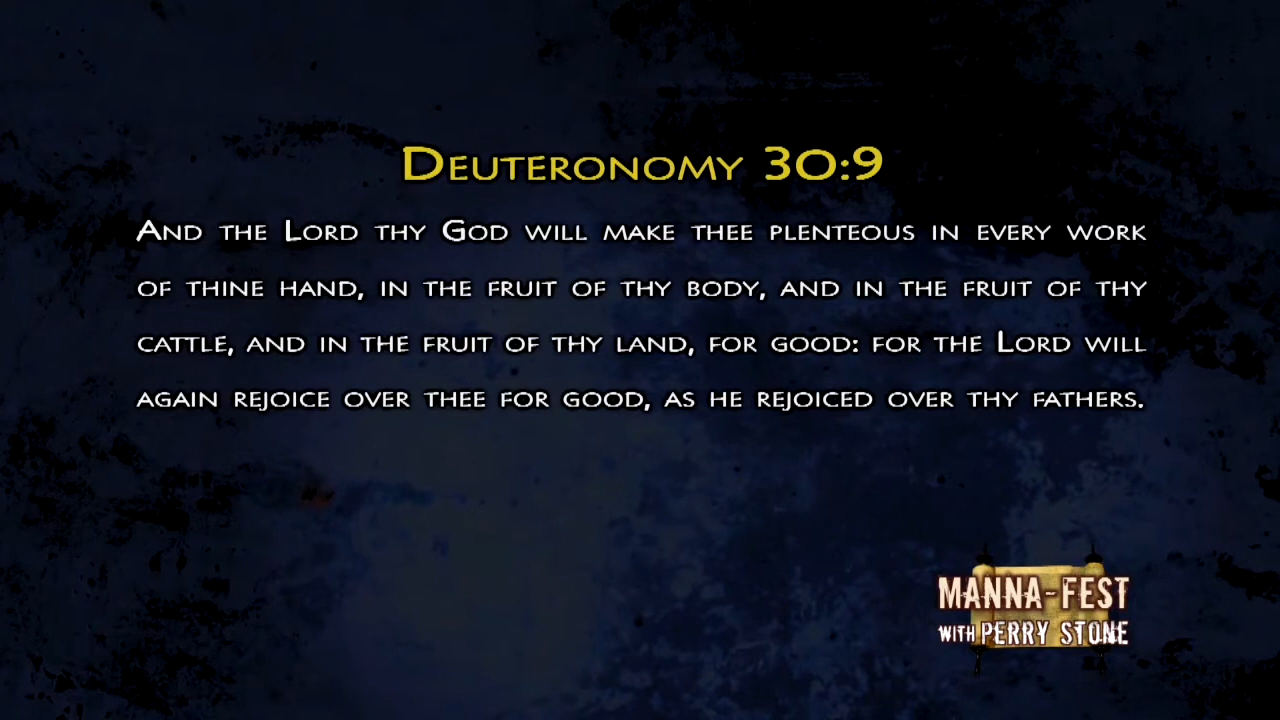 Deuteronomy 30:9
And the Lord thy God will make thee plenteous in every work
of thine hand, in the fruit of thy body, and in the fruit of thy
cattle, and in the fruit of thy land, for good: for the Lord will
again rejoice over thee for good, as he rejoiced over thy fathers.
MANNA-FEST
WITH PERRY STONE